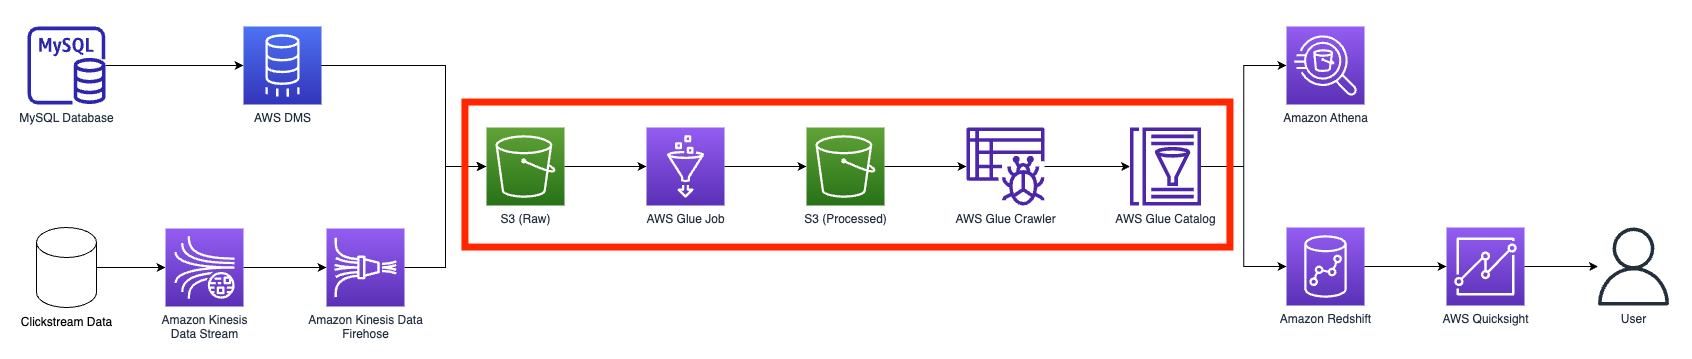 MySQL
MySQL Database
AWS DMS
Amazon Athena
S3 (Raw)
AWS Glue Job
S3 (Processed)
AWS Glue Crawler
AWS Glue Catalog
Clickstream Data
Amazon Kinesis
Data Stream
Amazon Kinesis Data
Firehose
Amazon Redshift
AWS Quicksight
User